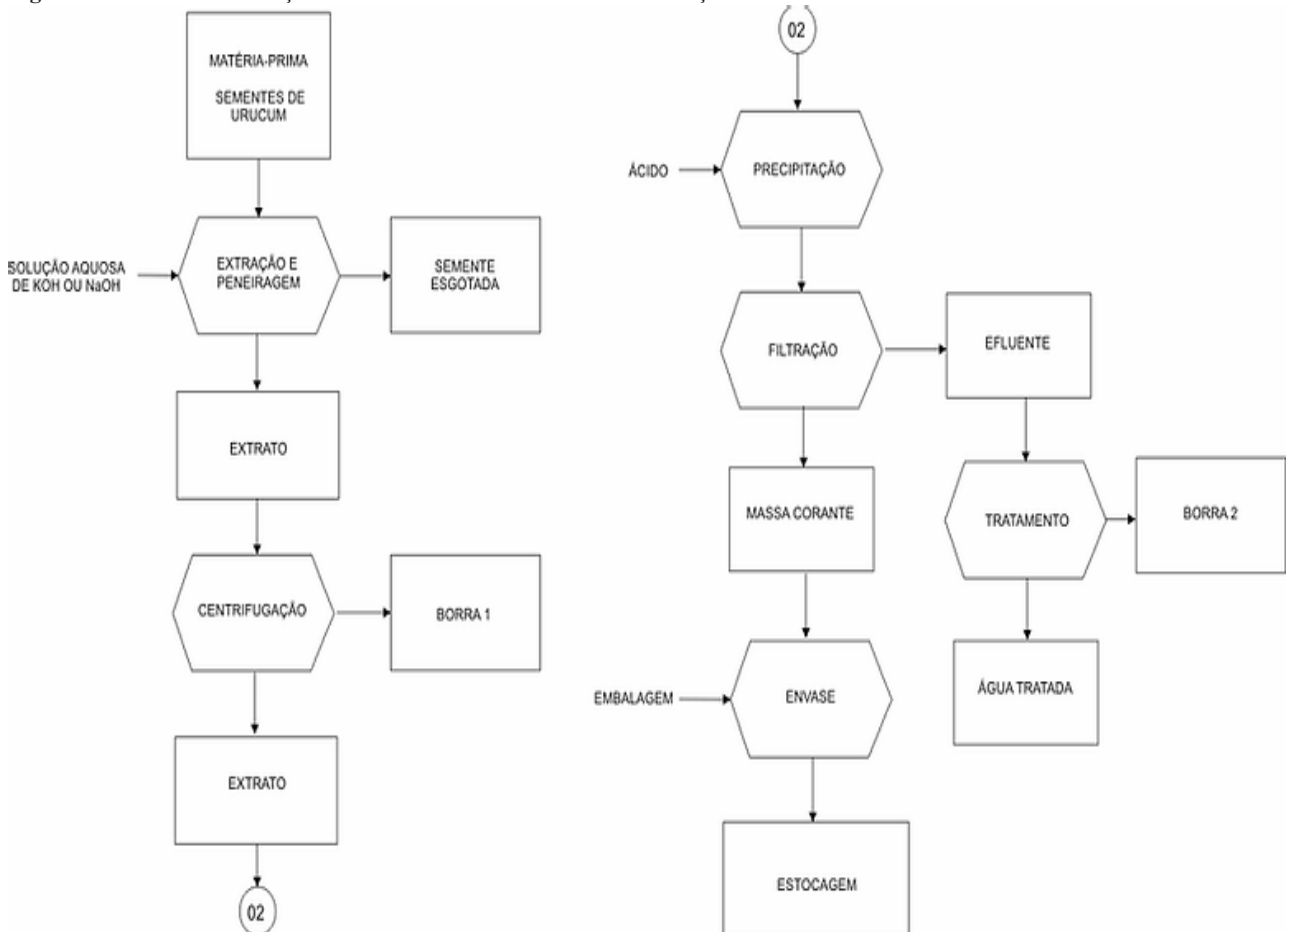 MATÉRIA-PRIMA
SEMENTES DE
URUCUM
SOLUÇÃO AQUOSA
DE KOH OU NaOH
EXTRAÇÃO E
PENEIRAGEM
SEMENTE
ESGOTADA
EXTRATO
CENTRIFUGAÇÃO
BORRA 1
EXTRATO
02
02
ÁCIDO
PRECIPITAÇÃO
FILTRAÇÃO
EFLUENTE
MASSA CORANTE
TRATAMENTO
BORRA 2
EMBALAGEM
ENVASE
ÁGUA TRATADA
ESTOCAGEM